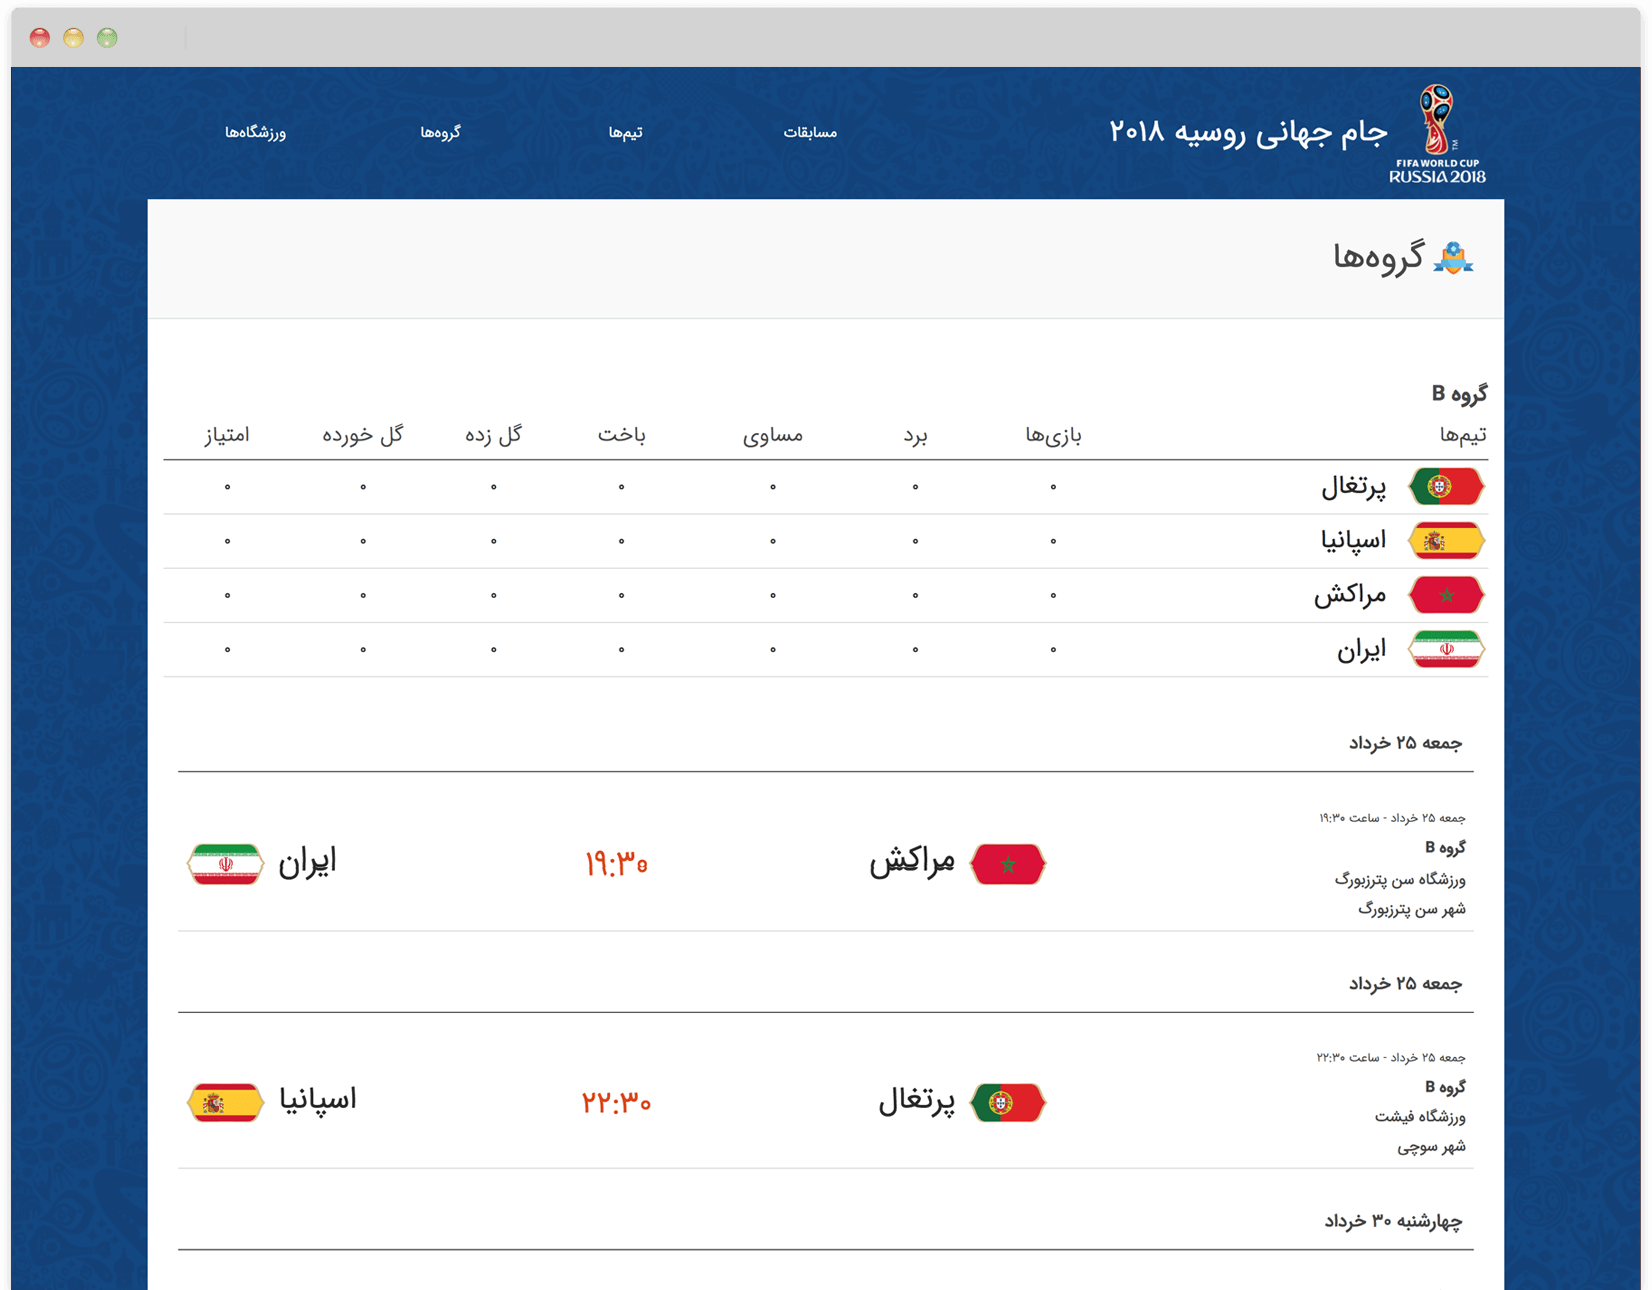 جام جهانی روسیه ۲۰۱۸
FIFA WORLD CUP
RUSSIA 2018
مسابقات تیم‌ها گروه‌ها ورزشگاه‌ها
گروه‌ها
گروه B
تیم‌ها بازی‌ها برد مساوی باخت گل زده گل خورده امتیاز
پرتغال ۰ ۰ ۰ ۰ ۰ ۰ ۰
اسپانیا ۰ ۰ ۰ ۰ ۰ ۰ ۰
مراکش ۰ ۰ ۰ ۰ ۰ ۰ ۰
ایران ۰ ۰ ۰ ۰ ۰ ۰ ۰
جمعه ۲۵ خرداد
جمعه ۲۵ خرداد - ساعت ۱۹:۳۰
گروه B
ورزشگاه سن پترزبورگ
شهر سن پترزبورگ
مراکش ۱۹:۳۰ ایران
جمعه ۲۵ خرداد
جمعه ۲۵ خرداد - ساعت ۲۲:۳۰
گروه B
ورزشگاه فیشت
شهر سوچی
پرتغال ۲۲:۳۰ اسپانیا
چهارشنبه ۳۰ خرداد